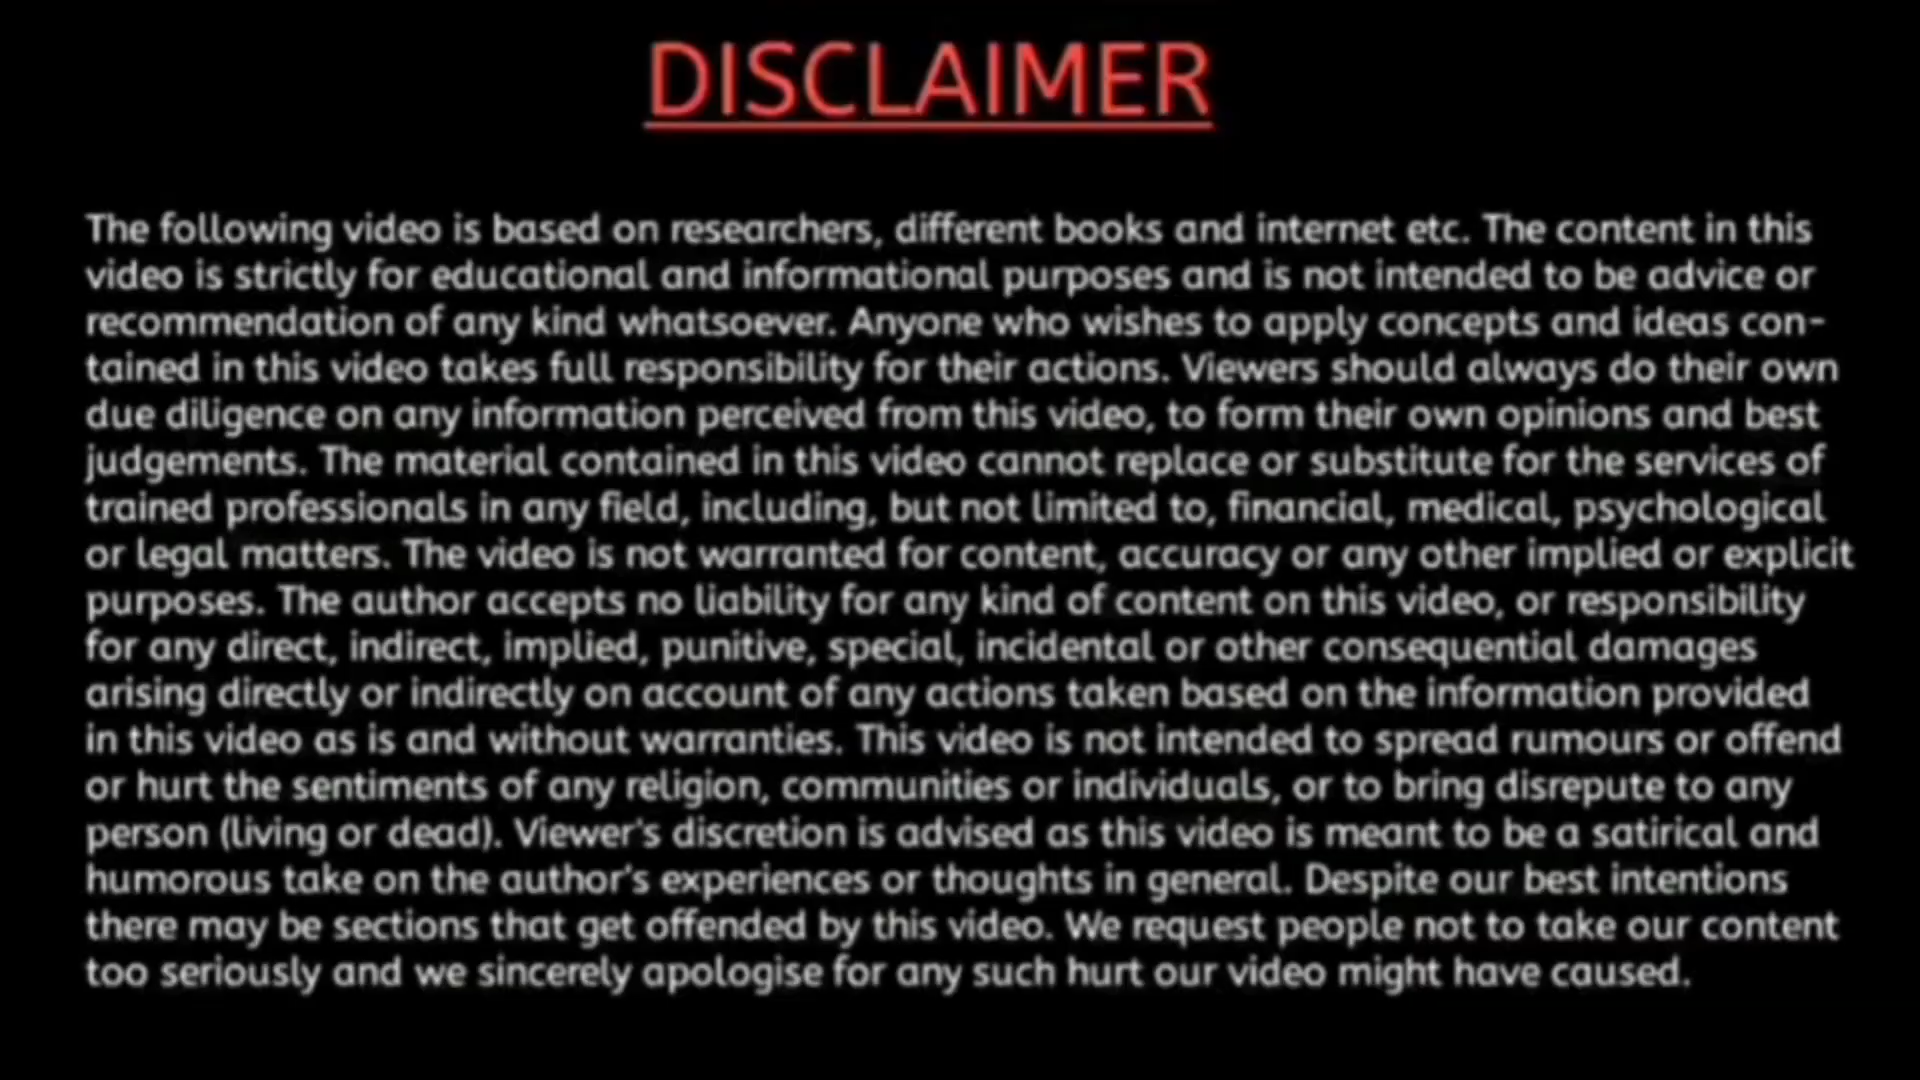 DISCLAIMER
The following video is based on researchers, different books and internet etc. The content in this
video is strictly for educational and informational purposes and is not intended to be advice or
recommendation of any kind whatsoever. Anyone who wishes to apply concepts and ideas con-
tained in this video takes full responsibility for their actions. Viewers should always do their own
due diligence on any information perceived from this video, to form their own opinions and best
judgements. The material contained in this video cannot replace or substitute for the services of
trained professionals in any field, including, but not limited to, financial, medical, psychological
or legal matters. The video is not warranted for content, accuracy or any other implied or explicit
purposes. The author accepts no liability for any kind of content on this video, or responsibility
for any direct, indirect, implied, punitive, special, incidental or other consequential damages
arising directly or indirectly on account of any actions taken based on the information provided
in this video as is and without warranties. This video is not intended to spread rumours or offend
or hurt the sentiments of any religion, communities or individuals, or to bring disrepute to any
person (living or dead). Viewer's discretion is advised as this video is meant to be a satirical and
humorous take on the author's experiences or thoughts in general. Despite our best intentions
there may be sections that get offended by this video. We request people not to take our content
too seriously and we sincerely apologise for any such hurt our video might have caused.